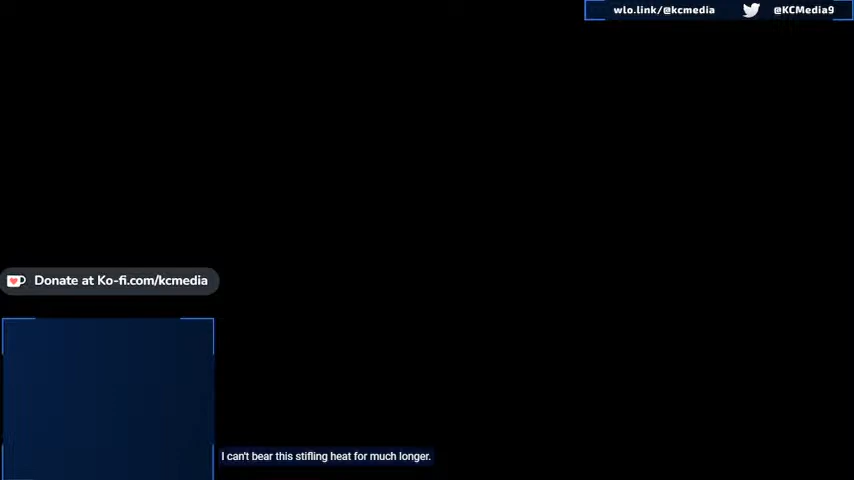 wlo.link/@kcmedia @KCMedia9
Donate at Ko-fi.com/kcmedia
I can't bear this stifling heat for much longer.